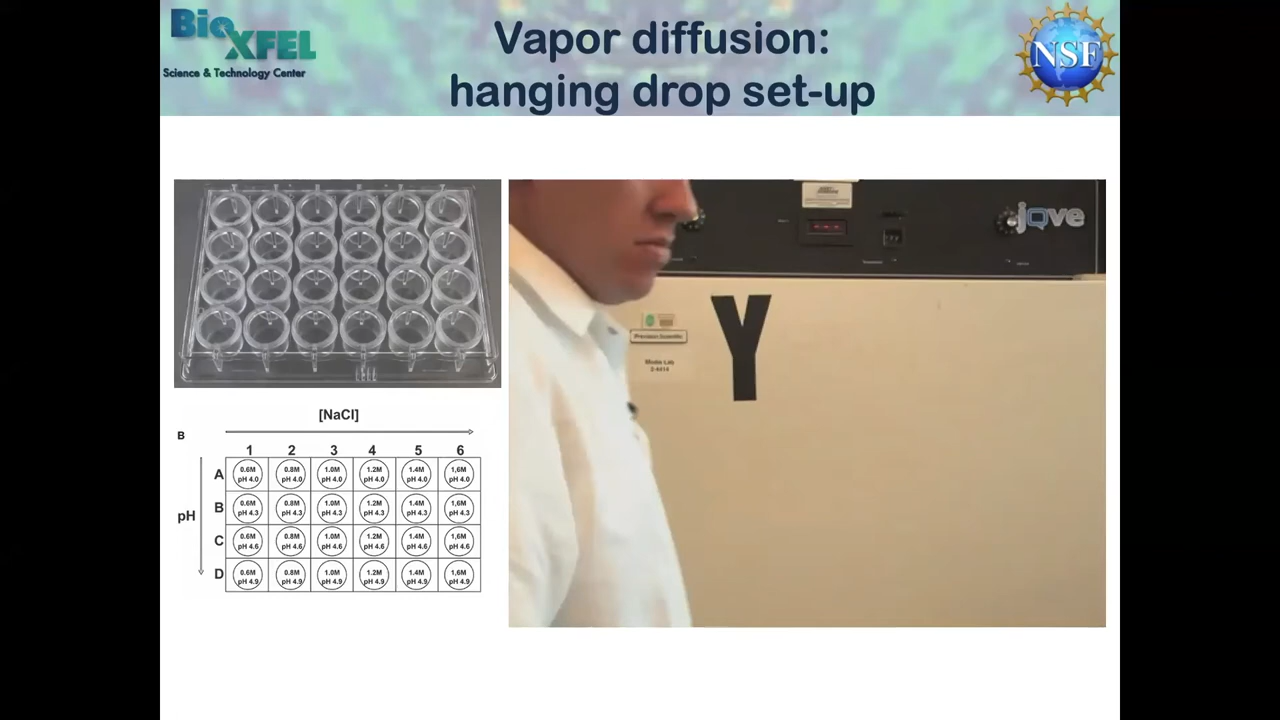 BioXFEL
Science & Technology Center
Vapor diffusion:
hanging drop set-up
NSF
jove
Y
Precision Scientific
Media Lab
2-4414
[NaCl]
B
1 2 3 4 5 6
pH
A 0.6M pH 4.0 0.8M pH 4.0 1.0M pH 4.0 1.2M pH 4.0 1.4M pH 4.0 1,6M pH 4.0
B 0.6M pH 4.3 0.8M pH 4.3 1.0M pH 4.3 1.2M pH 4.3 1.4M pH 4.3 1,6M pH 4.3
C 0.6M pH 4.6 0.8M pH 4.6 1.0M pH 4.6 1.2M pH 4.6 1.4M pH 4.6 1,6M pH 4.6
D 0.6M pH 4.9 0.8M pH 4.9 1.0M pH 4.9 1.2M pH 4.9 1.4M pH 4.9 1,6M pH 4.9